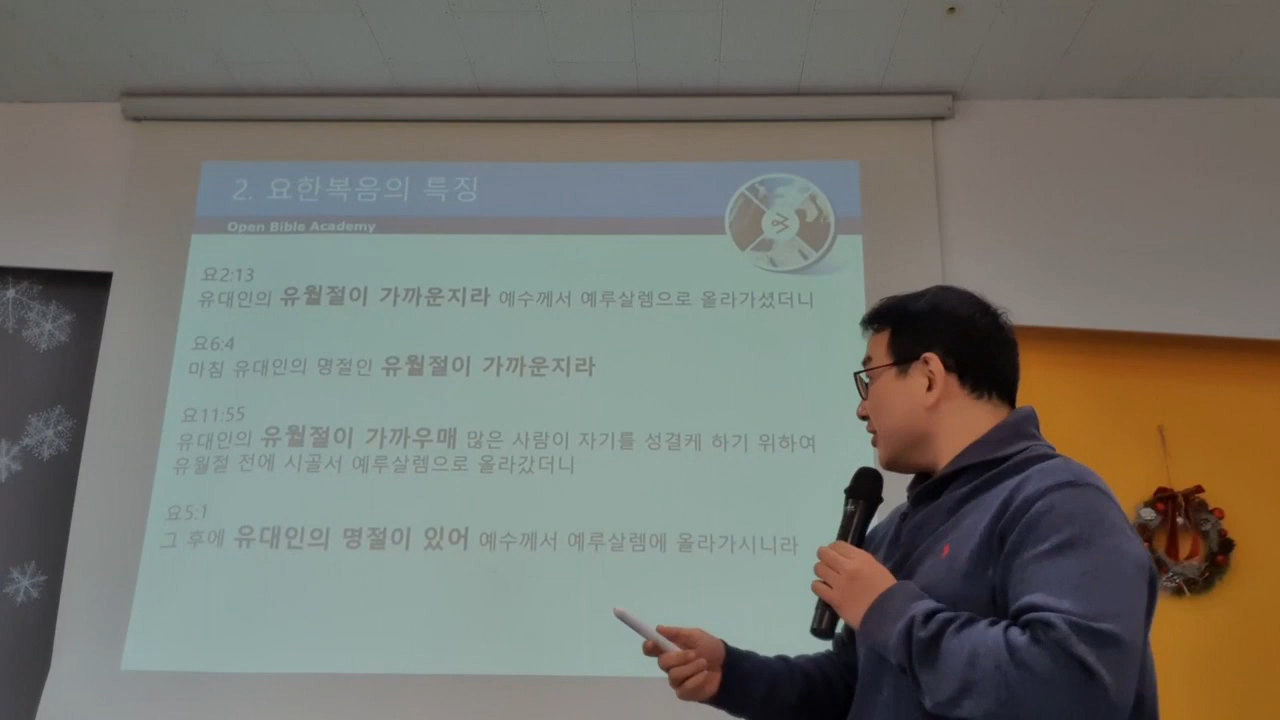 2. 요한복음의 특징
Open Bible Academy
요2:13
유대인의 유월절이 가까운지라 예수께서 예루살렘으로 올라가셨더니
요6:4
마침 유대인의 명절인 유월절이 가까운지라
요11:55
유대인의 유월절이 가까우매 많은 사람이 자기를 성결케 하기 위하여
유월절 전에 시골서 예루살렘으로 올라갔더니
요5:1
그 후에 유대인의 명절이 있어 예수께서 예루살렘에 올라가시니라